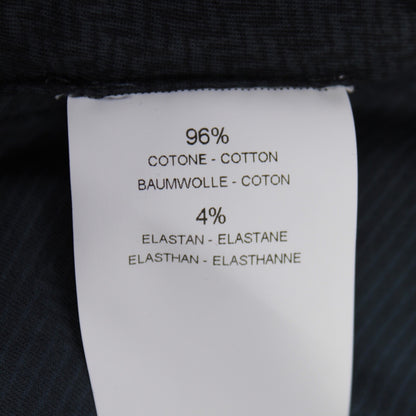 96%
COTONE - COTTON
BAUMWOLLE - COTON
4%
ELASTAN - ELASTANE
ELASTHAN - ELASTHANNE